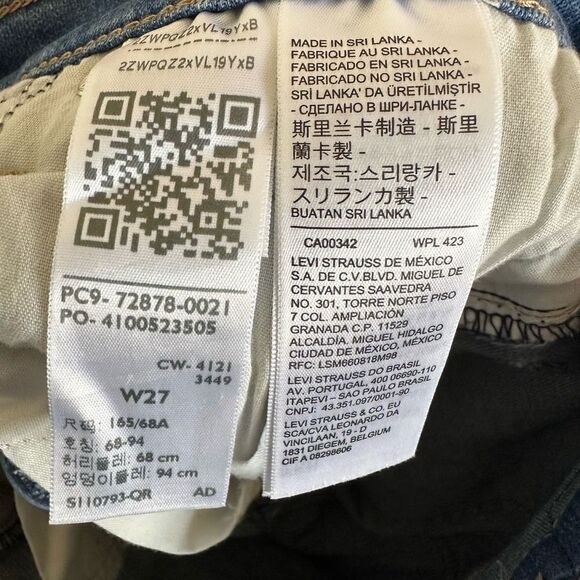 2ZWPQZ2xVL19YxB
2ZWPQZ2xVL19YxB
PC9- 72878-0021
PO- 4100523505
CW- 4121
3449
W27
尺码: 165/68A
호칭: 68-94
허리둘레: 68 cm
엉덩이둘레: 94 cm
5110793-QR AD
MADE IN SRI LANKA -
FABRIQUE AU SRI LANKA -
FABRICADO EN SRI LANKA -
FABRICADO NO SRI LANKA -
SRİ LANKA' DA ÜRETİLMİŞTİR
- СДЕЛАНО В ШРИ-ЛАНКЕ -
斯里兰卡制造 - 斯里
蘭卡製 -
제조국:스리랑카 -
スリランカ製 -
BUATAN SRI LANKA
CA00342 WPL 423
LEVI STRAUSS DE MÉXICO
S.A. DE C.V.BLVD. MIGUEL DE
CERVANTES SAAVEDRA
NO. 301, TORRE NORTE PISO
7 COL. AMPLIACIÓN
GRANADA C.P. 11529
ALCALDÍA. MIGUEL HIDALGO
CIUDAD DE MÉXICO, MÉXICO
RFC: LSM660818M98
LEVI STRAUSS DO BRASIL
AV. PORTUGAL, 400 06690-110
ITAPEVI – SAO PAULO BRASIL
CNPJ: 43.351.097/0001-90
LEVI STRAUSS & CO. EU
SCA/CVA LEONARDO DA
VINCILAAN, 19 - D
1831 DIEGEM, BELGIUM
CIF A 08298606